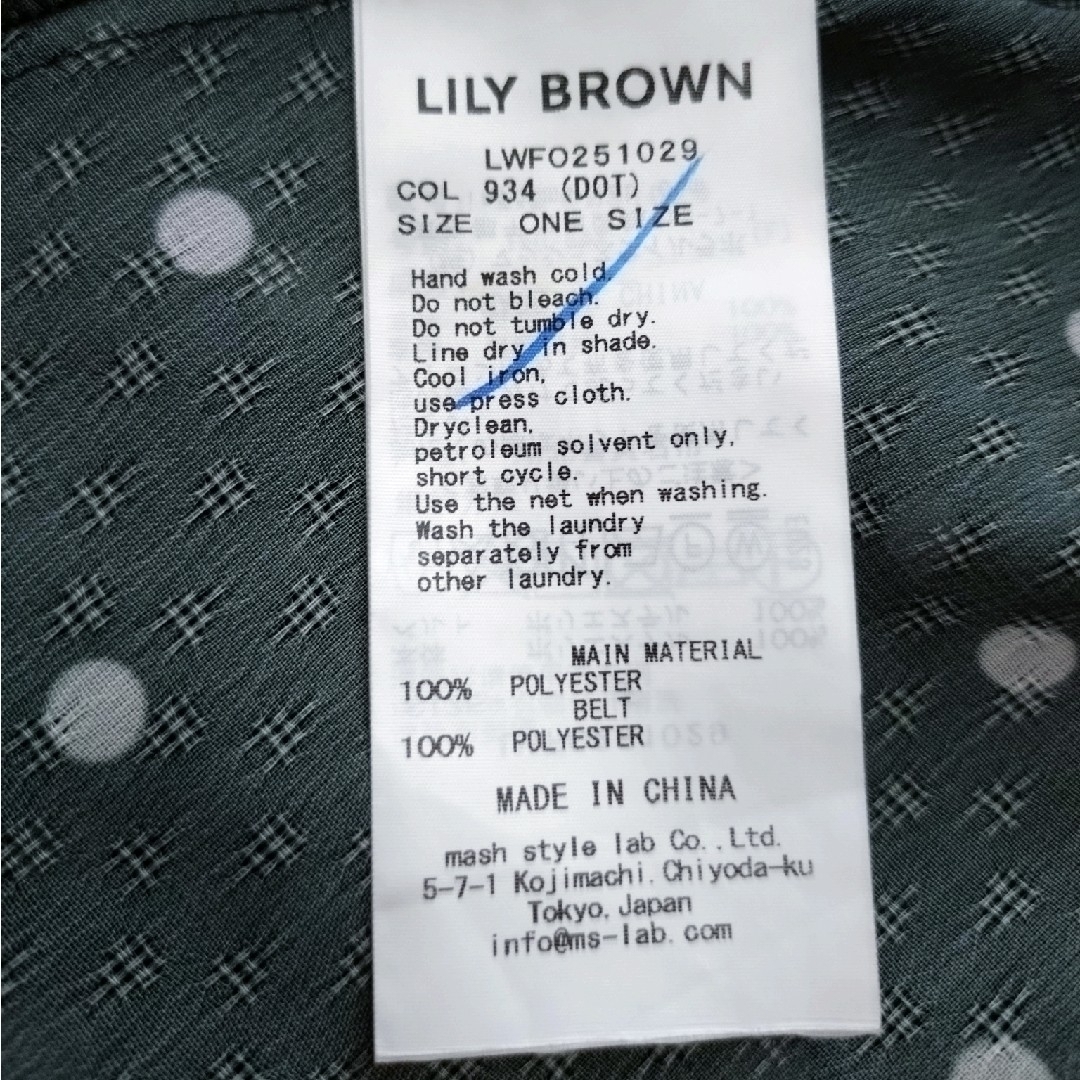 LILY BROWN
LWFO251029
COL 934 (DOT)
SIZE ONE SIZE
Hand wash cold.
Do not bleach.
Do not tumble dry.
Line dry in shade.
Cool iron,
use press cloth.
Dryclean,
petroleum solvent only,
short cycle.
Use the net when washing.
Wash the laundry
separately from
other laundry.
MAIN MATERIAL
100% POLYESTER
BELT
100% POLYESTER
MADE IN CHINA
mash style lab Co.,Ltd.
5-7-1 Kojimachi.Chiyoda-ku
Tokyo,Japan
info@ms-lab.com